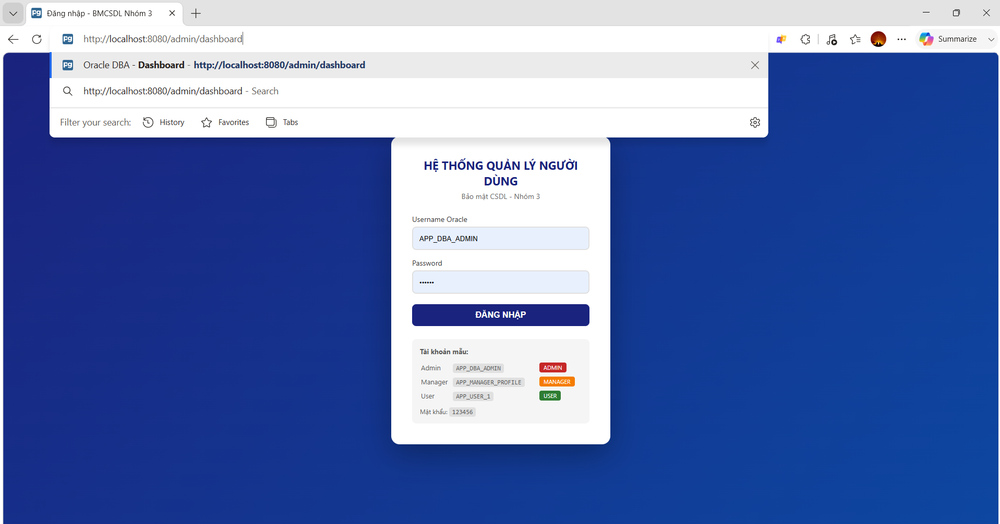 Đăng nhập - BMCSDL Nhóm 3
http://localhost:8080/admin/dashboard
Summarize
Oracle DBA - Dashboard - http://localhost:8080/admin/dashboard
http://localhost:8080/admin/dashboard - Search
Filter your search: History Favorites Tabs
HỆ THỐNG QUẢN LÝ NGƯỜI
DÙNG
Bảo mật CSDL - Nhóm 3
Username Oracle
APP_DBA_ADMIN
Password
••••••
ĐĂNG NHẬP
Tài khoản mẫu:
Admin APP_DBA_ADMIN ADMIN
Manager APP_MANAGER_PROFILE MANAGER
User APP_USER_1 USER
Mật khẩu: 123456